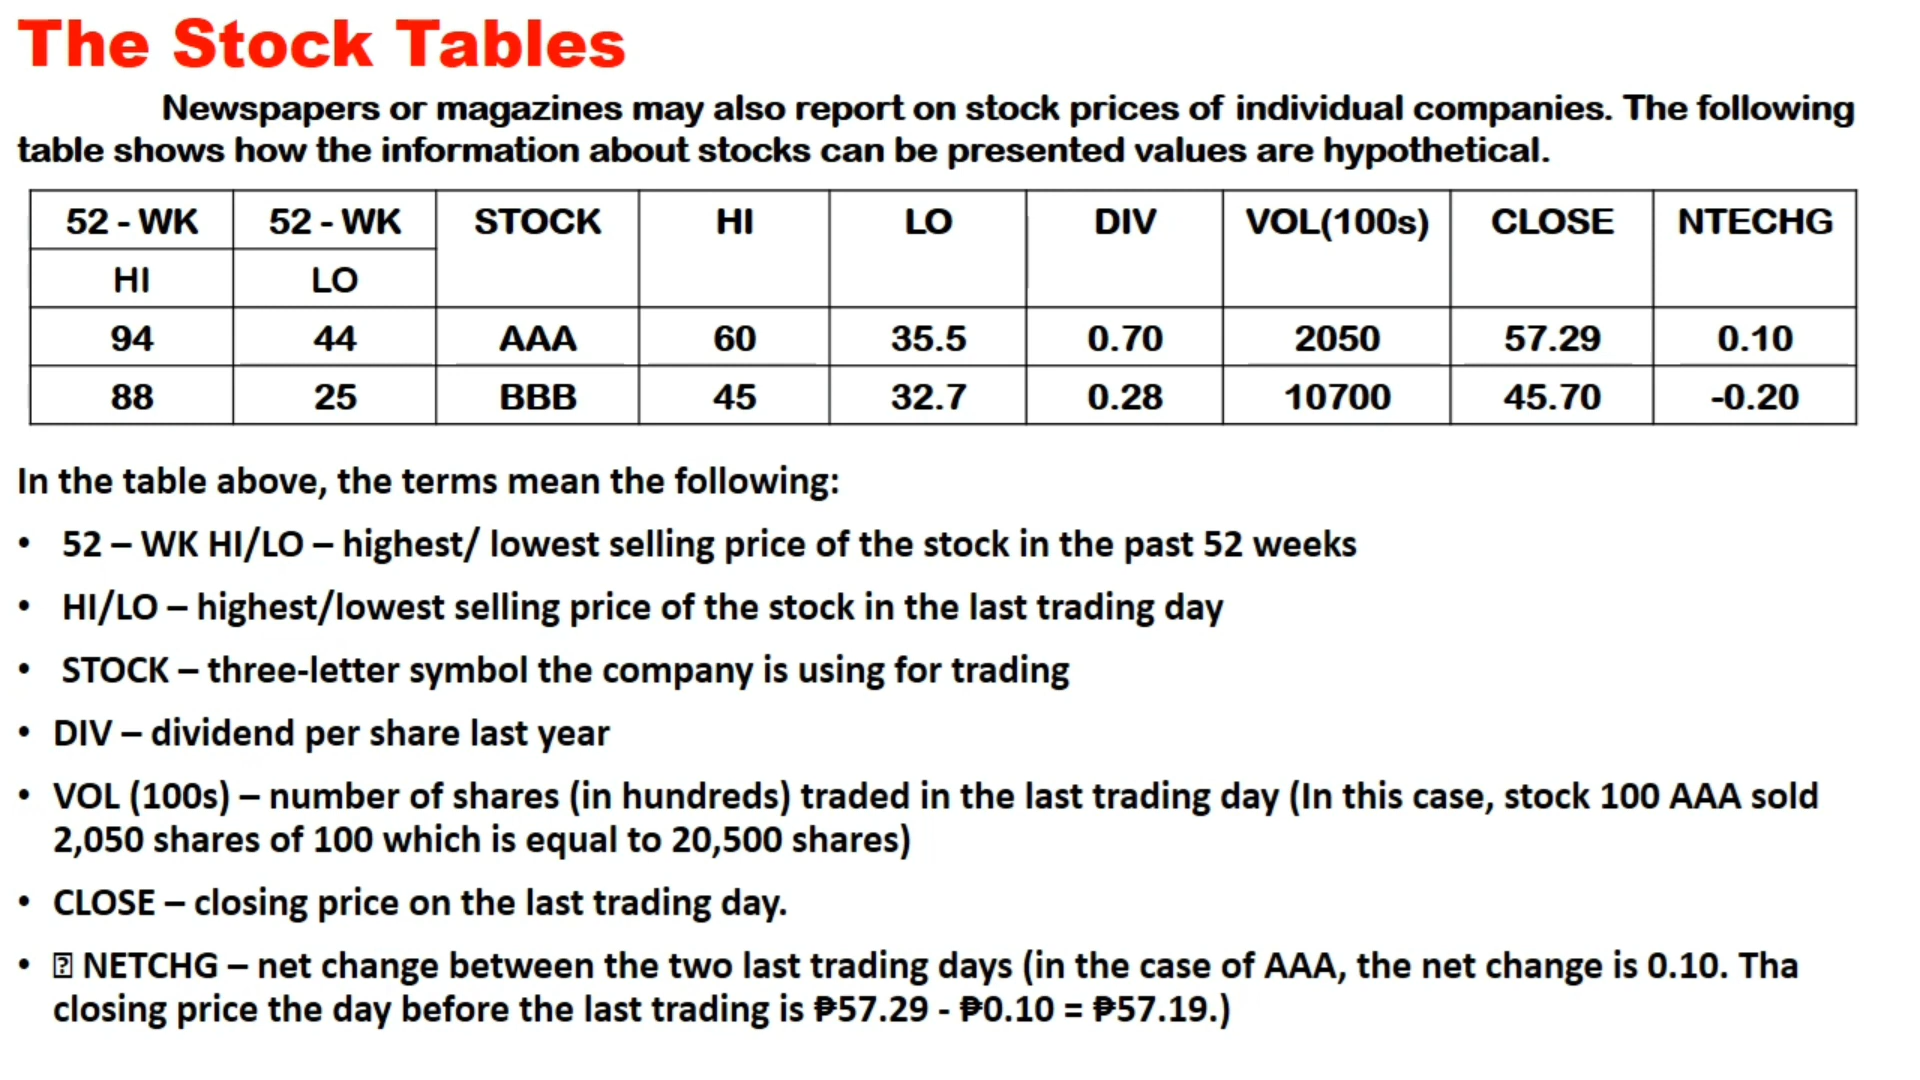 The Stock Tables
Newspapers or magazines may also report on stock prices of individual companies. The following
table shows how the information about stocks can be presented values are hypothetical.
52 - WK 52 - WK STOCK HI LO DIV VOL(100s) CLOSE NTECHG
HI LO
94 44 AAA 60 35.5 0.70 2050 57.29 0.10
88 25 BBB 45 32.7 0.28 10700 45.70 -0.20
In the table above, the terms mean the following:
• 52 – WK HI/LO – highest/ lowest selling price of the stock in the past 52 weeks
• HI/LO – highest/lowest selling price of the stock in the last trading day
• STOCK – three-letter symbol the company is using for trading
• DIV – dividend per share last year
• VOL (100s) – number of shares (in hundreds) traded in the last trading day (In this case, stock 100 AAA sold
2,050 shares of 100 which is equal to 20,500 shares)
• CLOSE – closing price on the last trading day.
• ⍰ NETCHG – net change between the two last trading days (in the case of AAA, the net change is 0.10. Tha
closing price the day before the last trading is ₱57.29 - ₱0.10 = ₱57.19.)